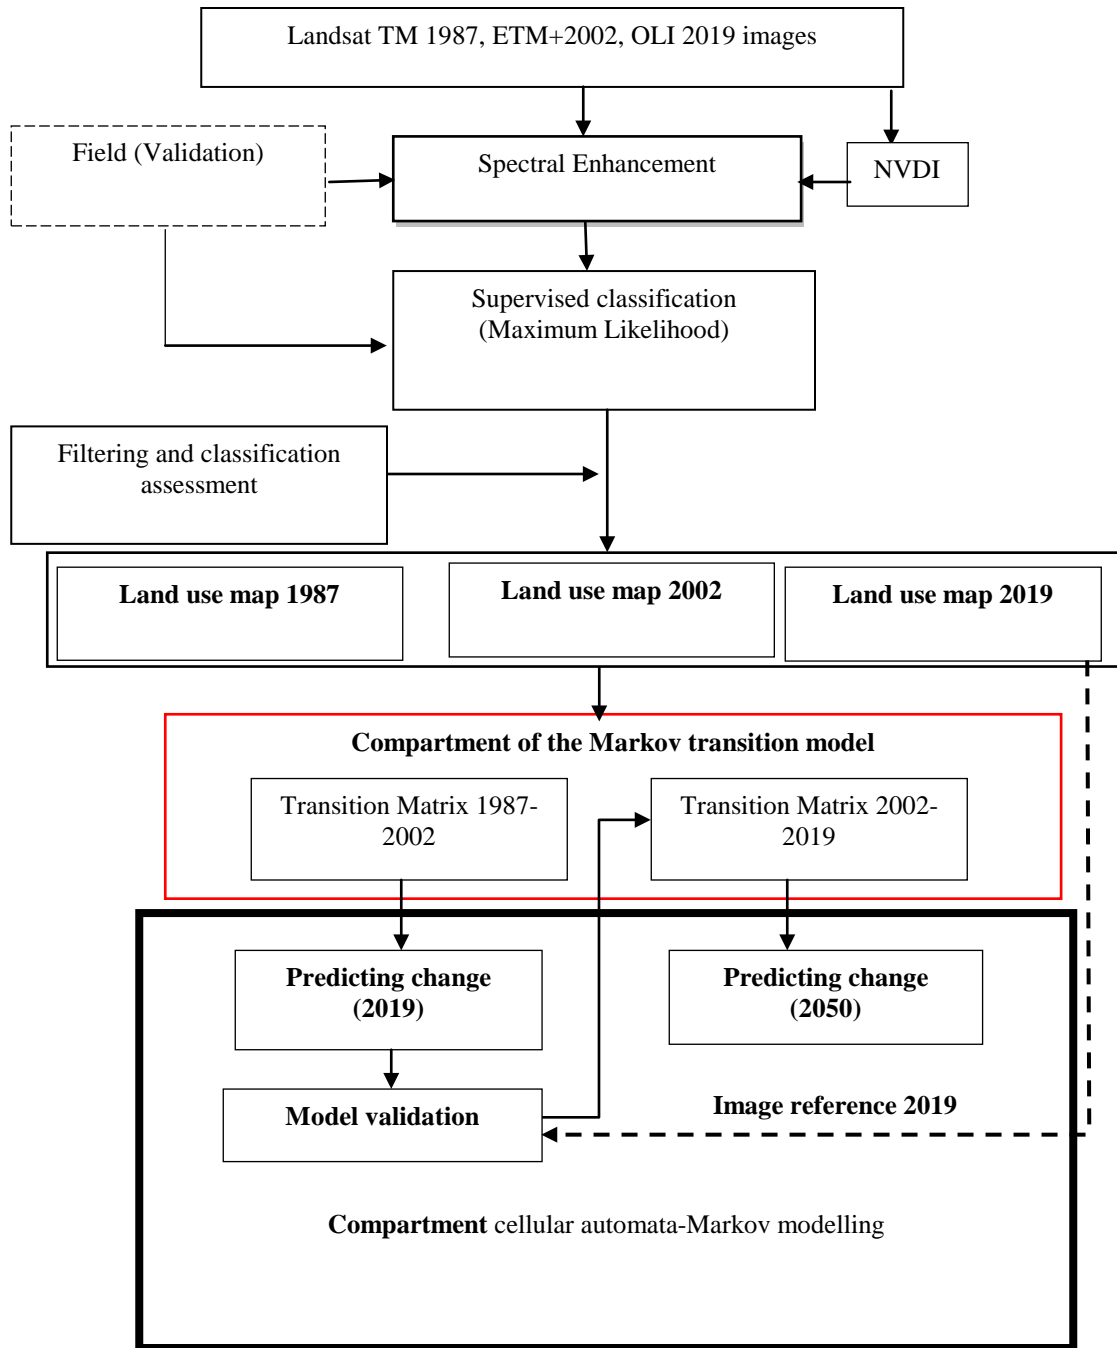 Landsat TM 1987, ETM+2002, OLI 2019 images
Field (Validation)
Spectral Enhancement
NVDI
Supervised classification
(Maximum Likelihood)
Filtering and classification
assessment
Land use map 1987
Land use map 2002
Land use map 2019
Compartment of the Markov transition model
Transition Matrix 1987-
2002
Transition Matrix 2002-
2019
Predicting change
(2019)
Predicting change
(2050)
Model validation
Image reference 2019
Compartment cellular automata-Markov modelling